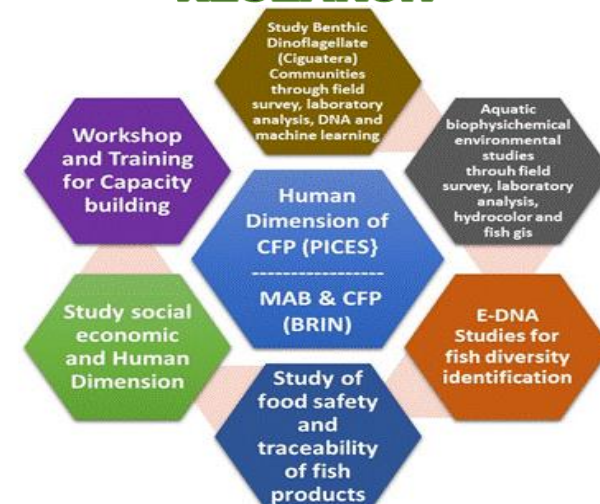 RESEARCH
Study Benthic
Dinoflagellate
(Ciguatera)
Communities
through field
survey, laboratory
analysis, DNA and
machine learning
Aquatic
biophysichemical
environmental
studies
throuh field
survey, laboratory
analysis,
hydrocolor and
fish gis
Workshop
and Training
for Capacity
building
Human
Dimension of
CFP (PICES}
----------------
MAB & CFP
(BRIN)
Study social
economic
and Human
Dimension
E-DNA
Studies for
fish diversity
identification
Study of
food safety
and
traceability
of fish
products